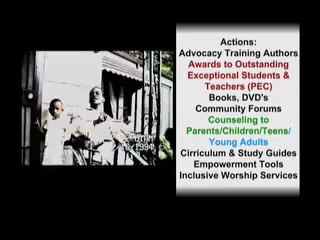 Actions:
Advocacy Training Authors
Awards to Outstanding
Exceptional Students &
Teachers (PEC)
Books, DVD's
Community Forums
Counseling to
Parents/Children/Teens/
Young Adults
Cirriculum & Study Guides
Empowerment Tools
Inclusive Worship Services
1994